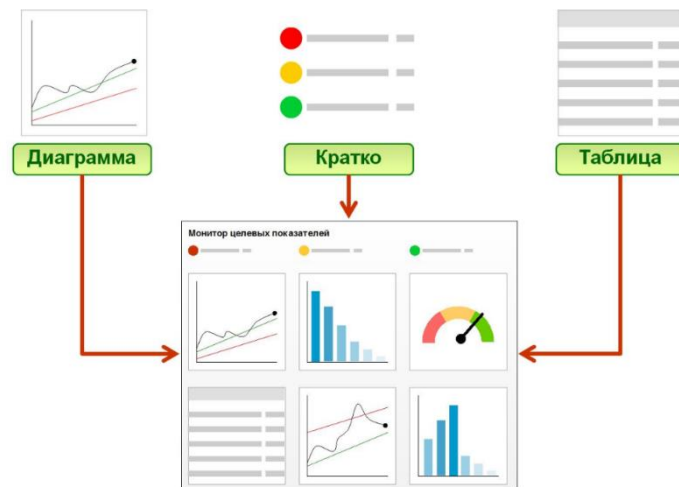 Диаграмма
Кратко
Таблица
Монитор целевых показателей